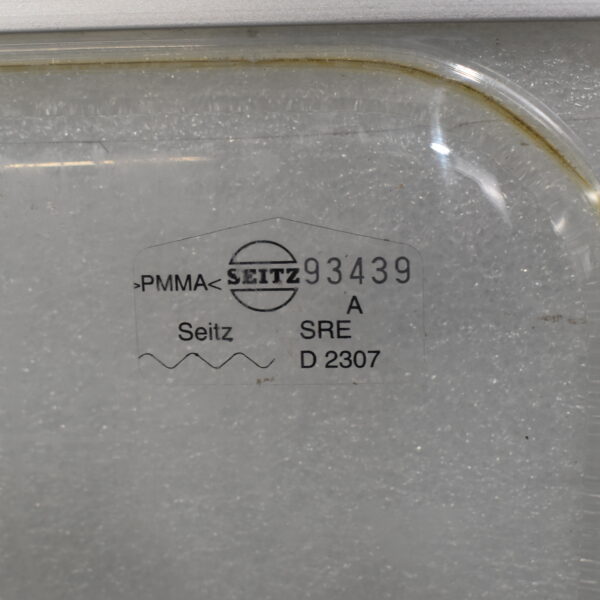 >PMMA< SEITZ 93439
A
Seitz SRE
D 2307